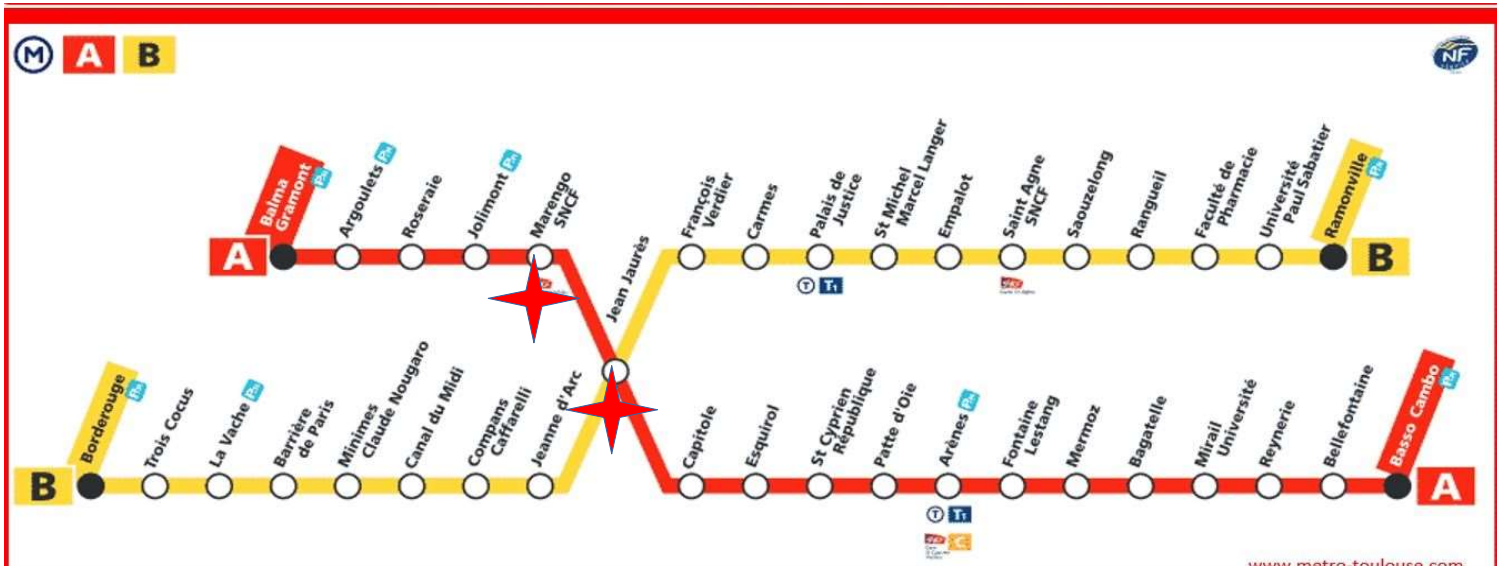 M A B
NF
Balma
Gramont
P+R
Argoulets P+R
Roseraie
Jolimont P+R
Marengo
SNCF
Jean Jaurès
François
Verdier
Carmes
Palais de
Justice
St Michel
Marcel Langer
Empalot
Saint Agne
SNCF
Saouzelong
Rangueil
Faculté de
Pharmacie
Université
Paul Sabatier
Ramonville
P+R
A
B
T T1
Borderouge
P+R
Trois Cocus
La Vache P+R
Barrière
de Paris
Minimes
Claude Nougaro
Canal du Midi
Compans
Caffarelli
Jeanne d'Arc
Capitole
Esquirol
St Cyprien
République
Patte d'Oie
Arènes P+R
Fontaine
Lestang
Mermoz
Bagatelle
Mirail
Université
Reynerie
Bellefontaine
Basso Cambo
P+R
B
A
T T1
C
www.metro-toulouse.com